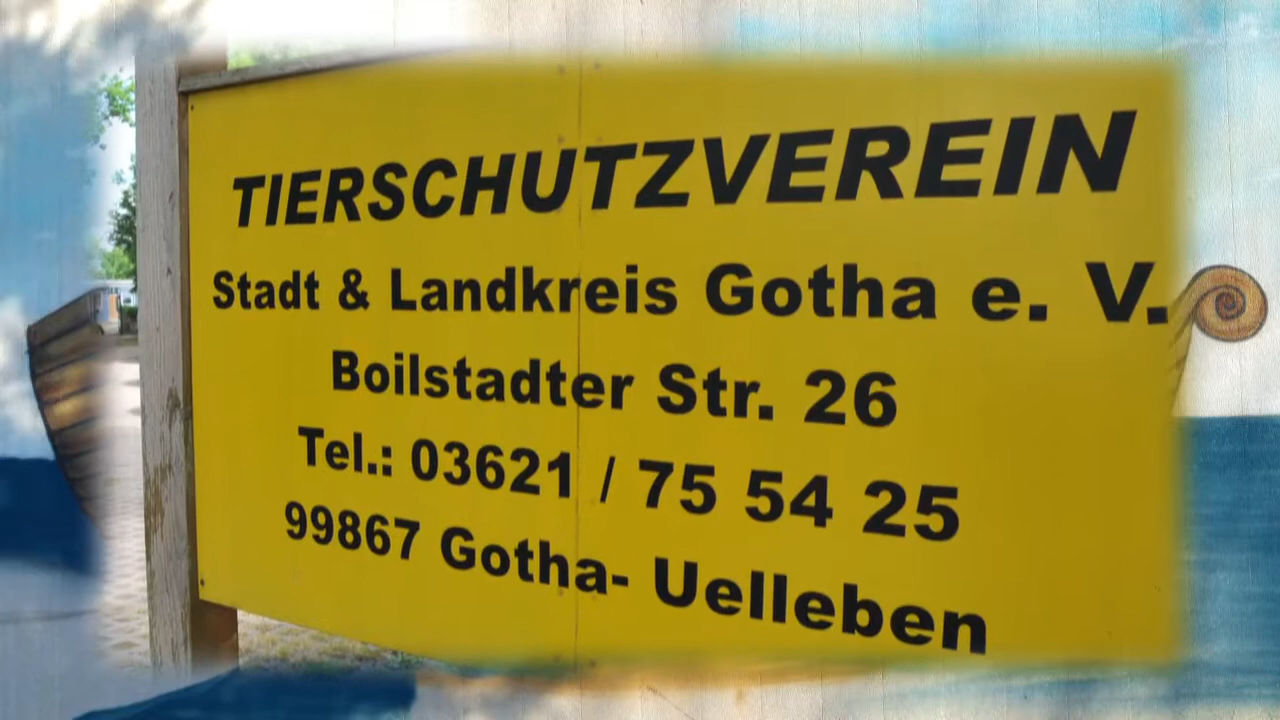 TIERSCHUTZVEREIN
Stadt & Landkreis Gotha e. V.
Boilstadter Str. 26
Tel.: 03621 / 75 54 25
99867 Gotha- Uelleben